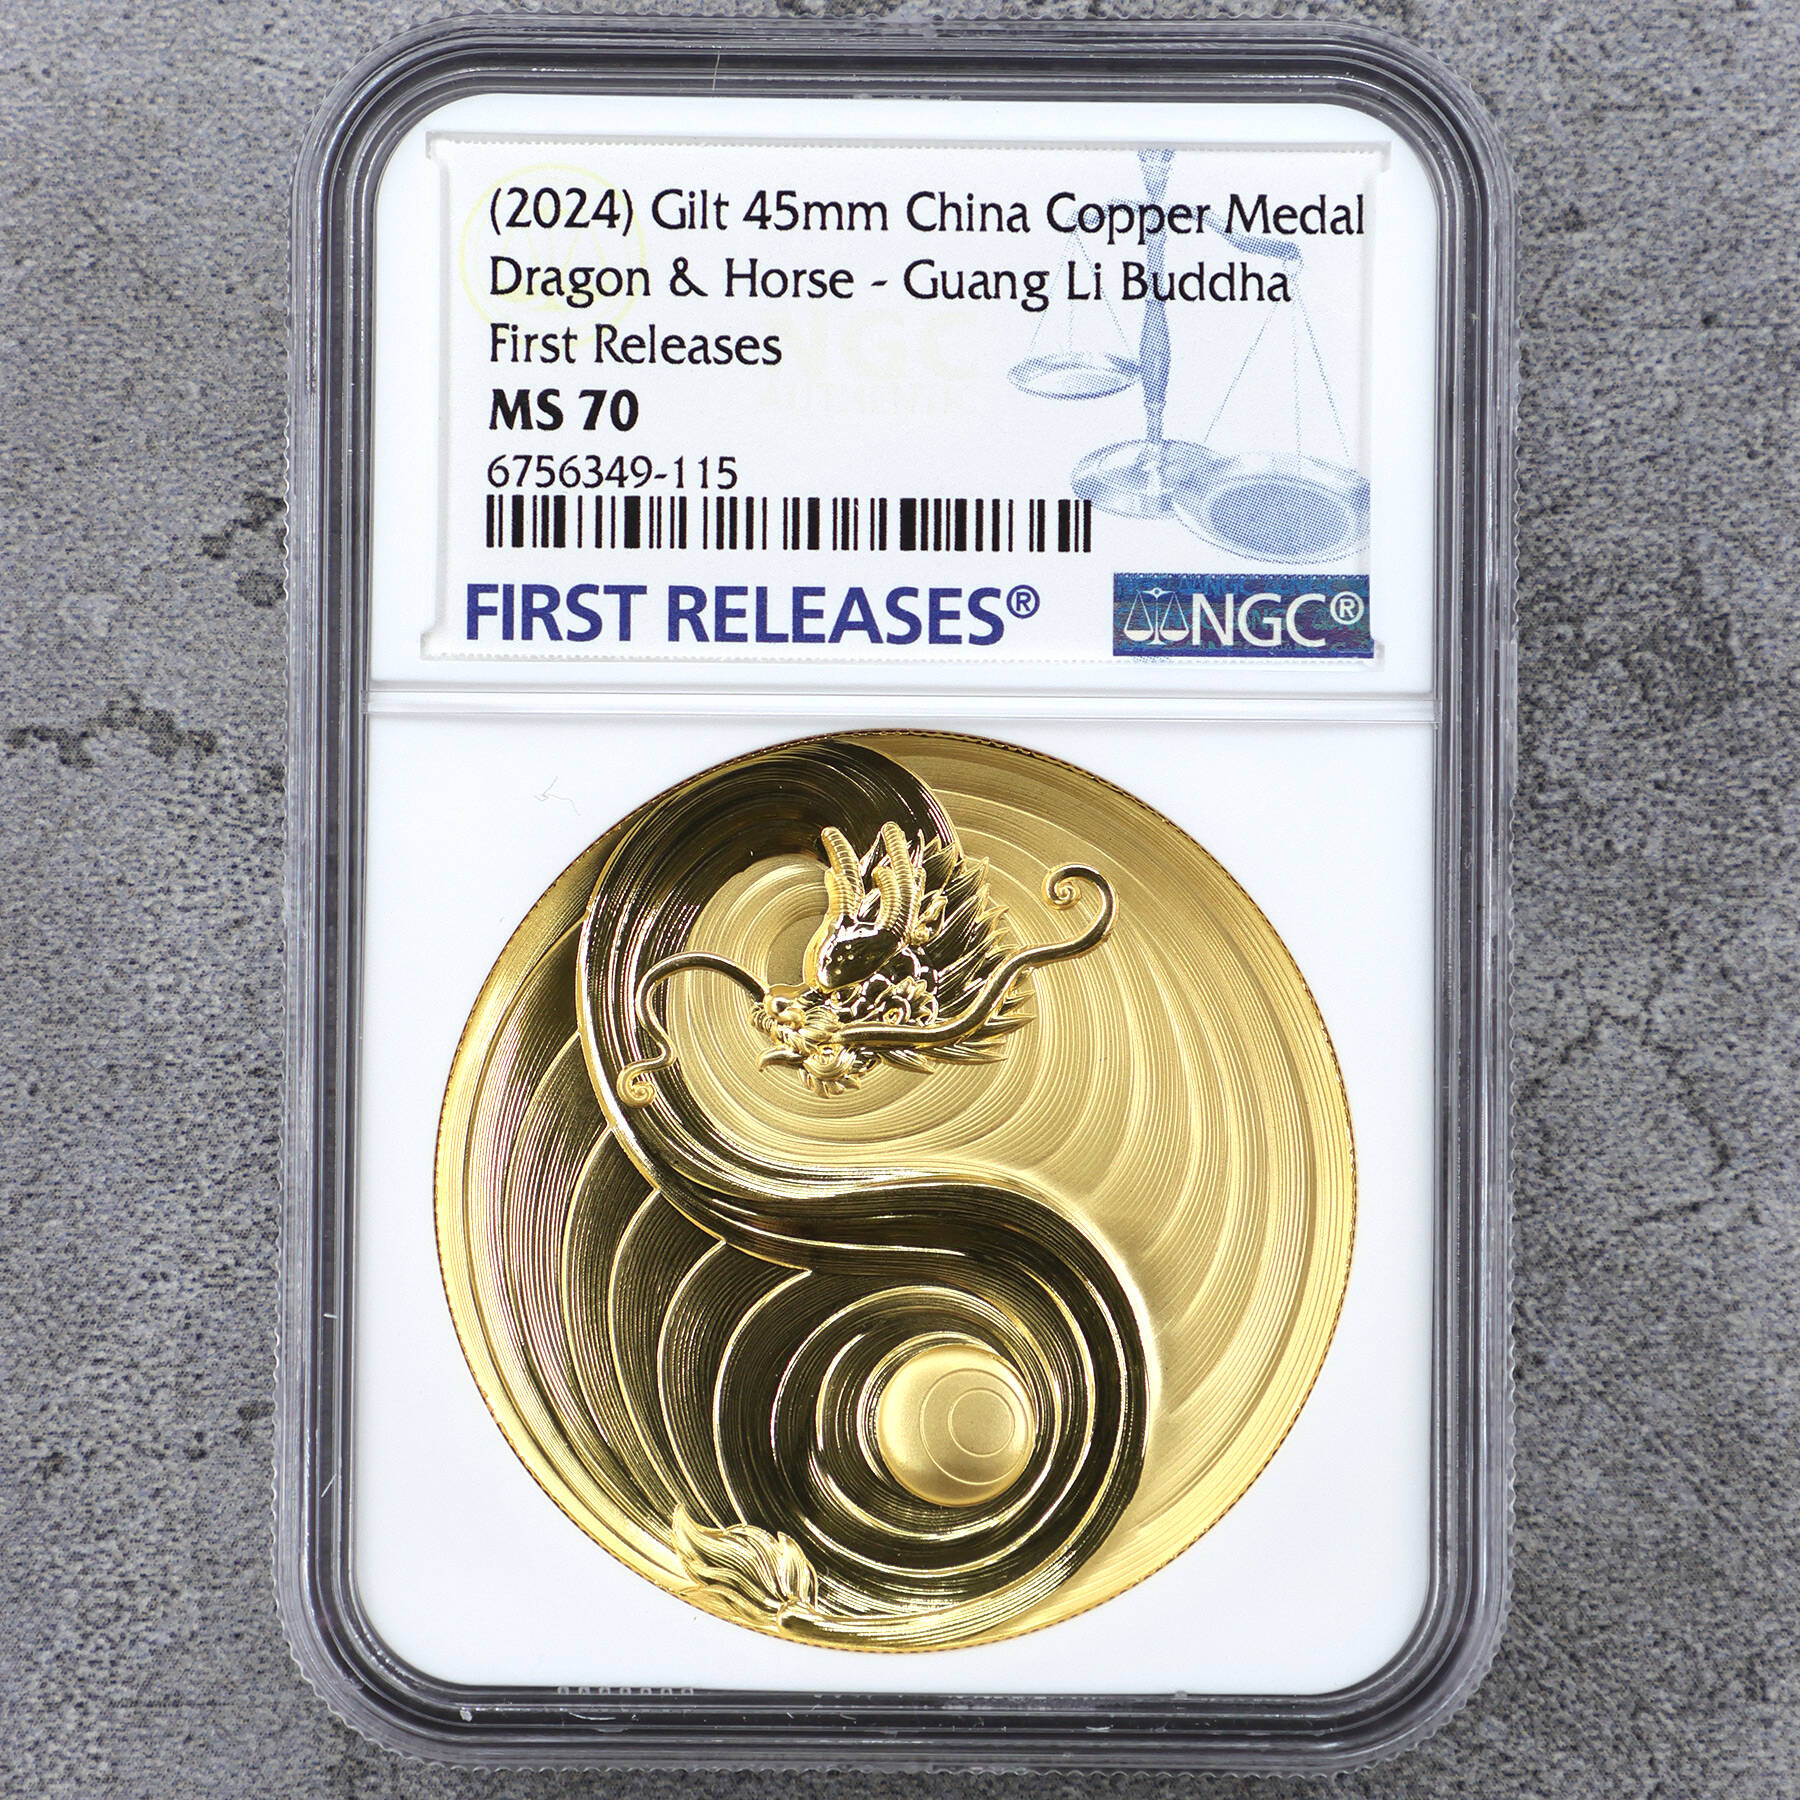 (2024) Gilt 45mm China Copper Medal
Dragon & Horse - Guang Li Buddha
First Releases
MS 70
6756349-115
FIRST RELEASES®
NGC®